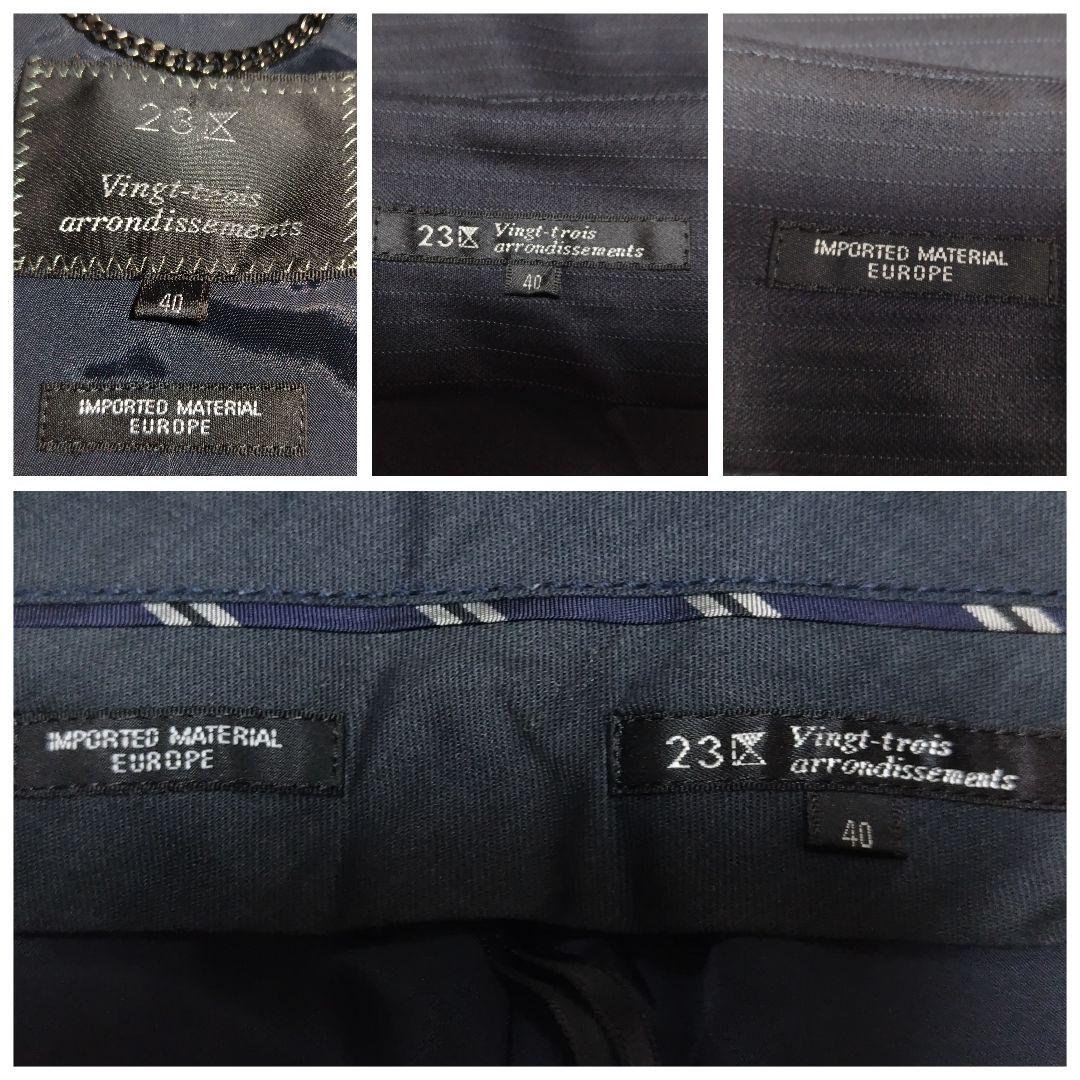 23区
Vingt-trois
arrondissements
40
IMPORTED MATERIAL
EUROPE
23区 Vingt-trois
arrondissements
40
IMPORTED MATERIAL
EUROPE
IMPORTED MATERIAL
EUROPE
23区 Vingt-trois
arrondissements
40